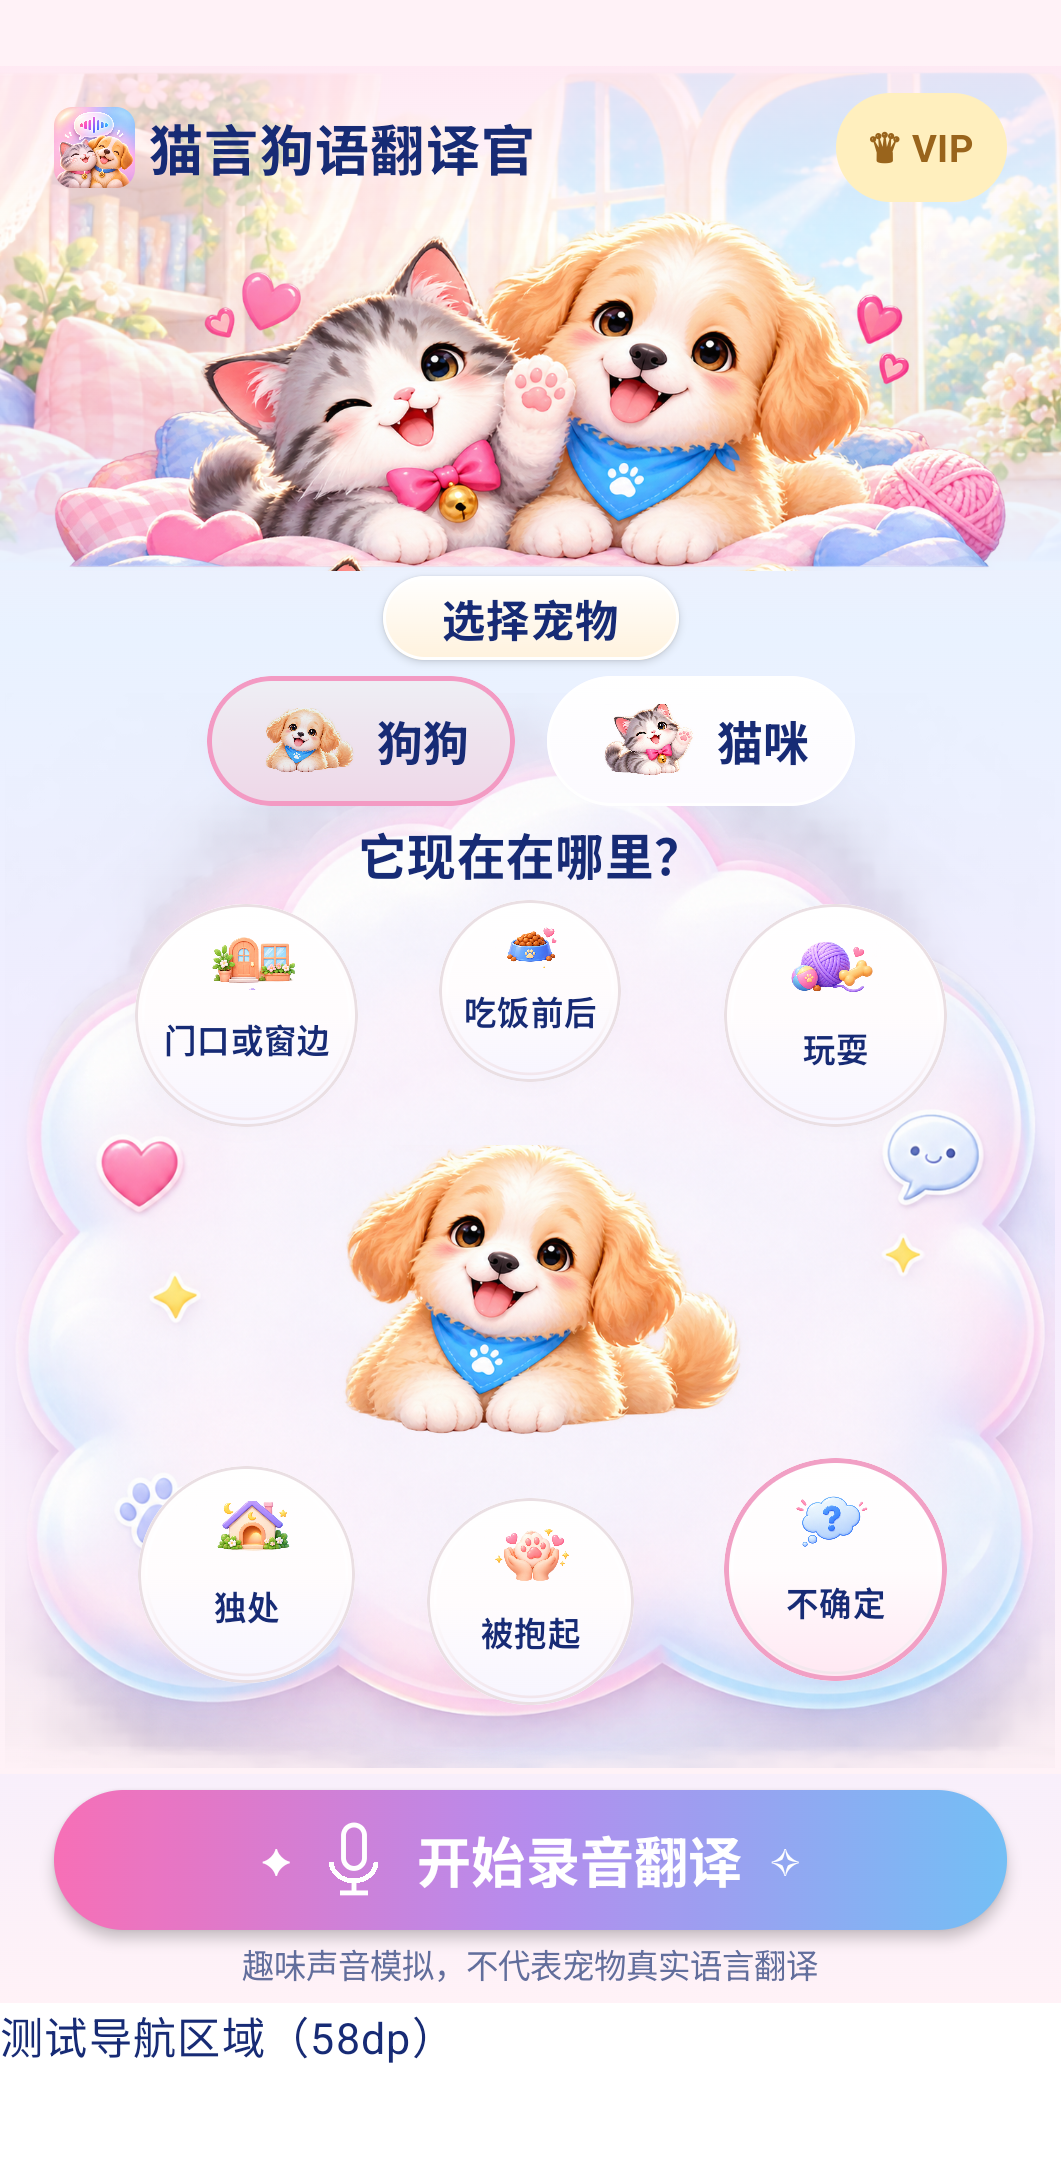 猫言狗语翻译官
VIP
选择宠物
狗狗
猫咪
它现在在哪里？
门口或窗边
吃饭前后
玩耍
独处
被抱起
不确定
开始录音翻译
趣味声音模拟，不代表宠物真实语言翻译
测试导航区域（58dp）